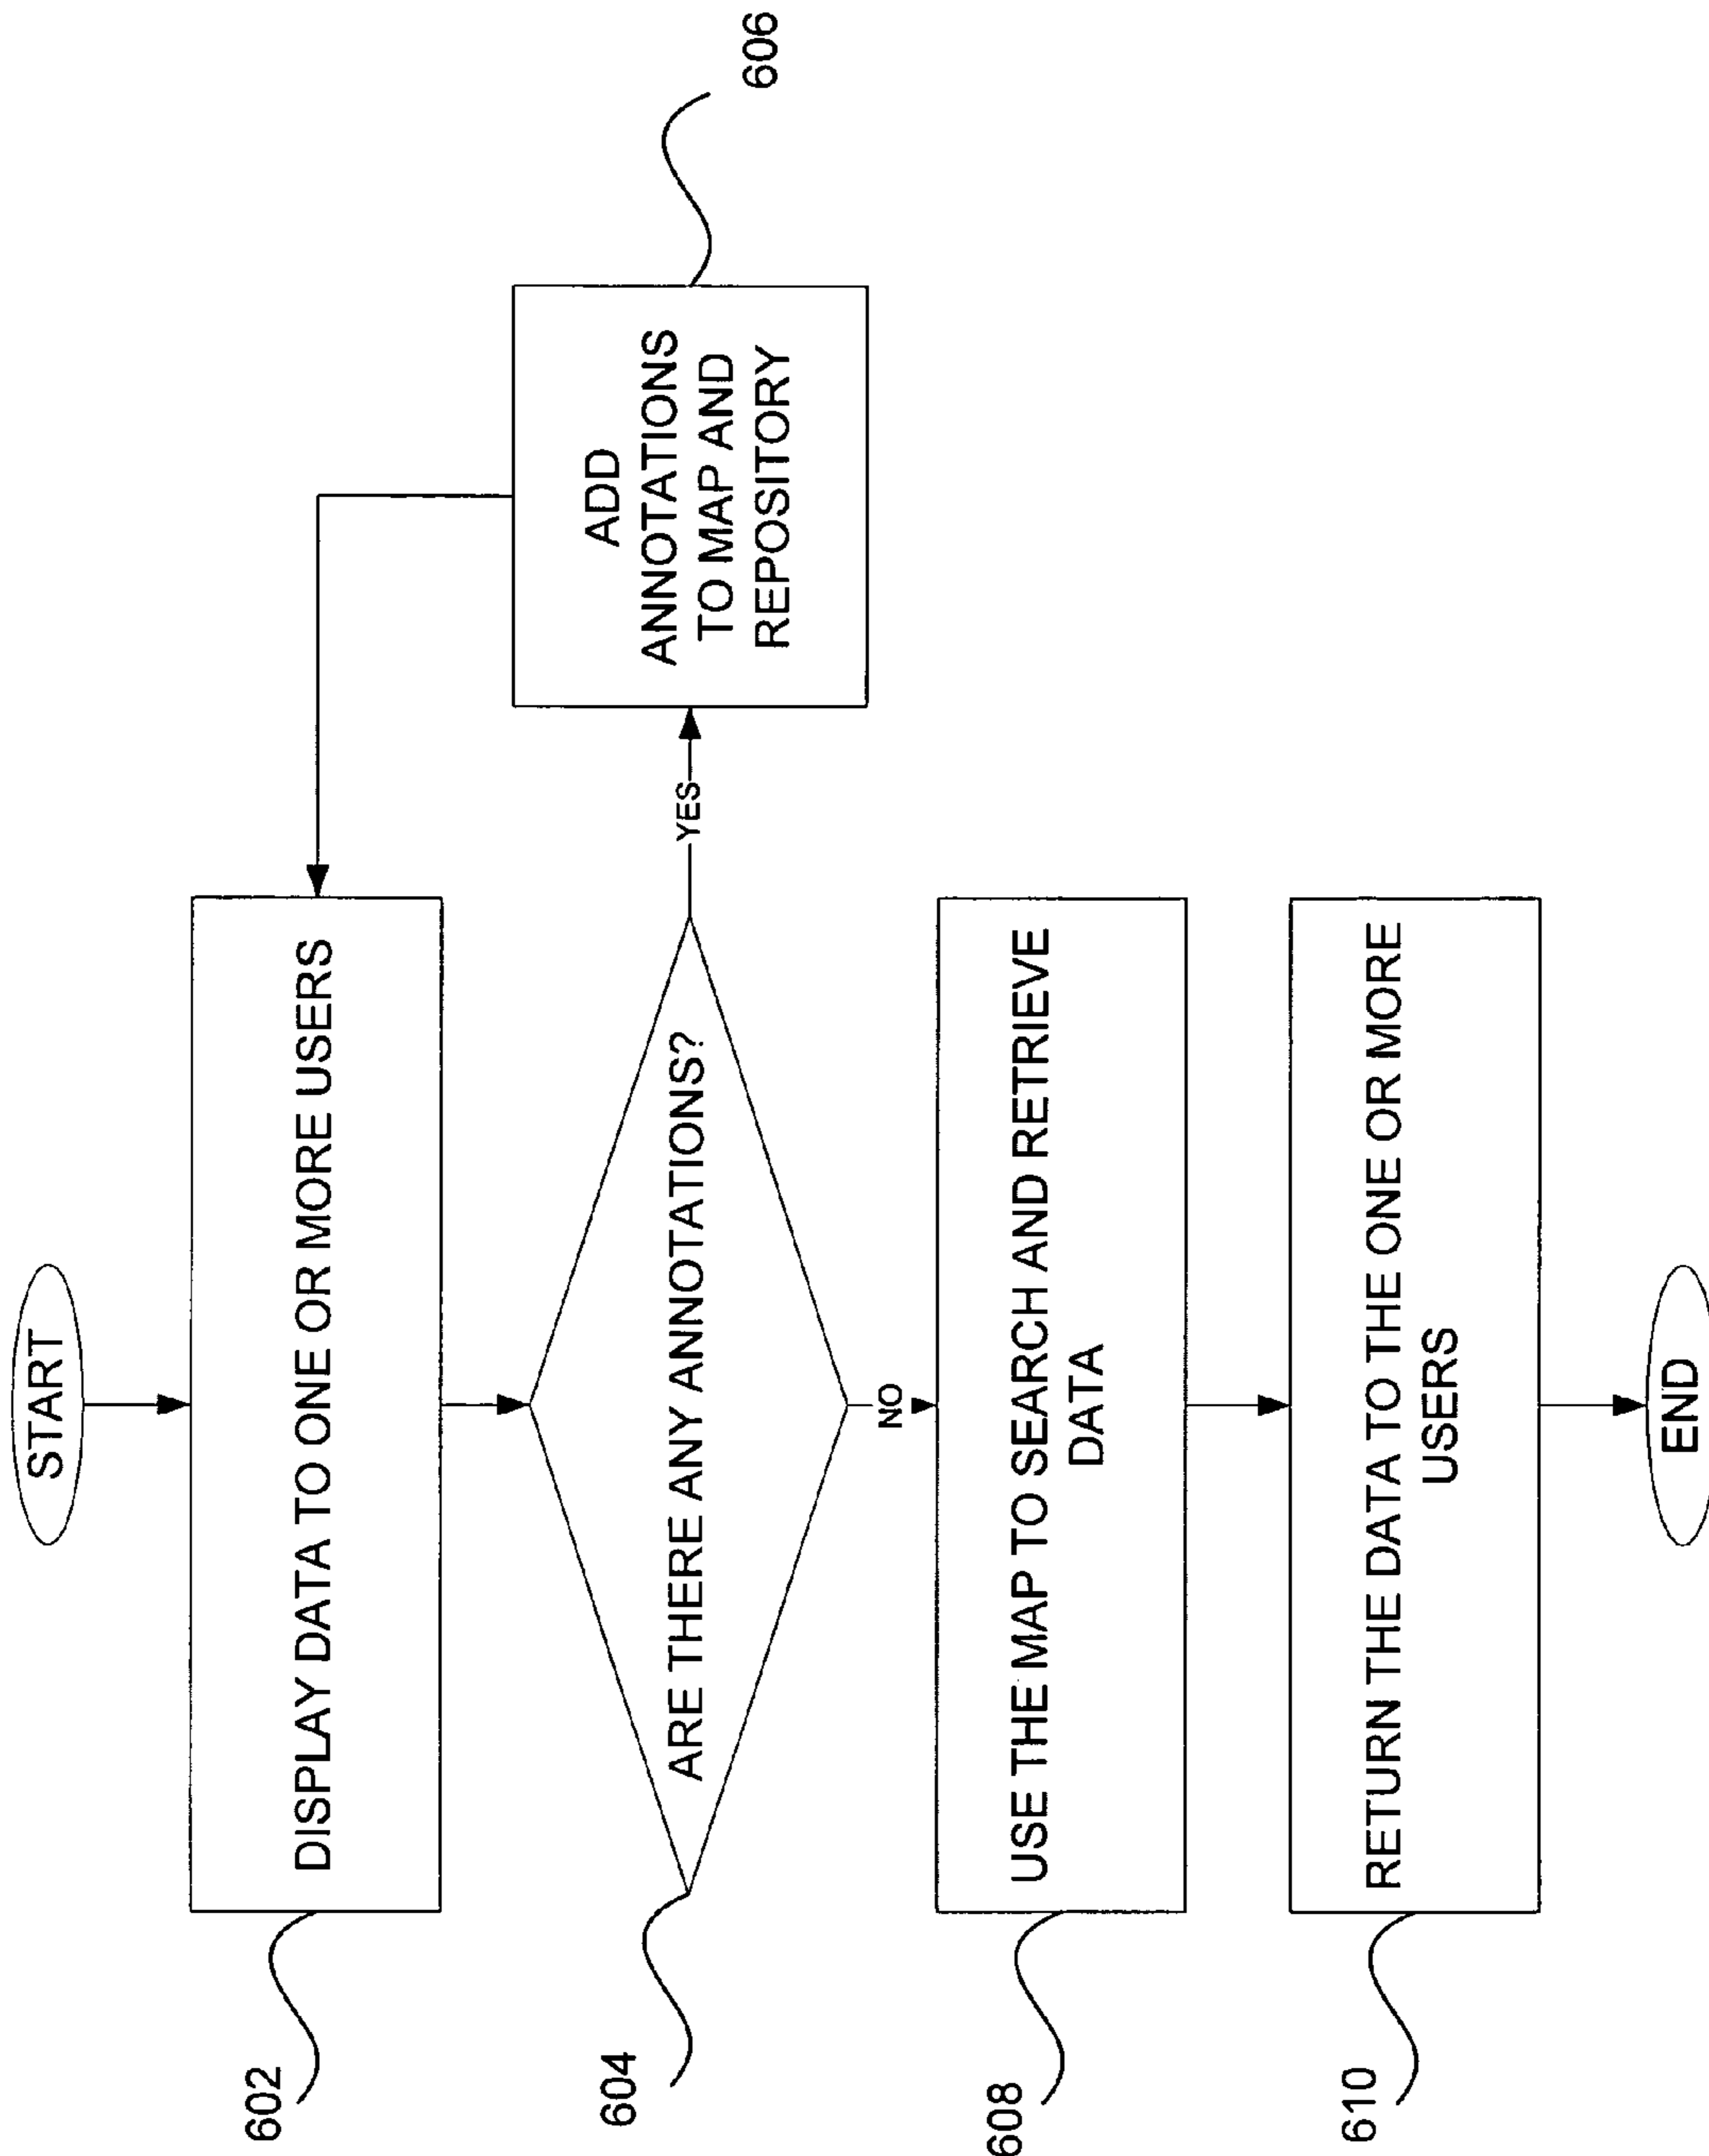 START
602
DISPLAY DATA TO ONE OR MORE USERS
604
ARE THERE ANY ANNOTATIONS?
YES
ADD
ANNOTATIONS
TO MAP AND
REPOSITORY
606
NO
608
USE THE MAP TO SEARCH AND RETRIEVE
DATA
610
RETURN THE DATA TO THE ONE OR MORE
USERS
END